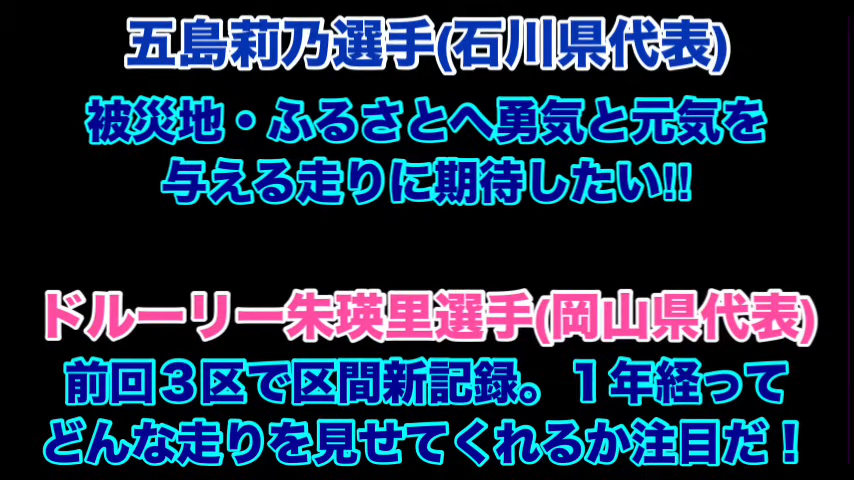 五島莉乃選手(石川県代表)
被災地・ふるさとへ勇気と元気を
与える走りに期待したい!!
ドルーリー朱瑛里選手(岡山県代表)
前回３区で区間新記録。１年経って
どんな走りを見せてくれるか注目だ！